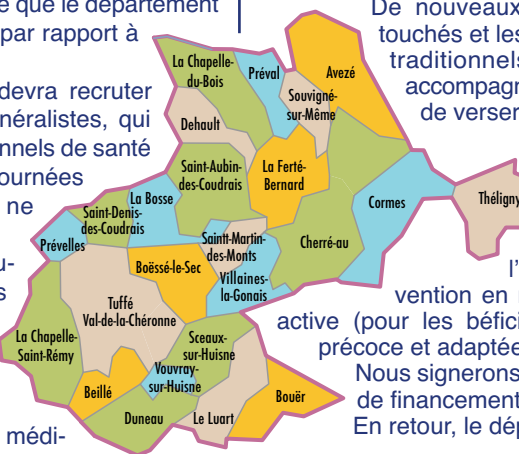 e que le département
par rapport à
devra recruter
néralistes, qui
nnels de santé
ournées
ne
u-
s
médi-
De nouveaux
touchés et les
traditionnels
accompagn
de verser
l'
vention en
active (pour les béfici
précoce et adaptée
Nous signerons
de financement
En retour, le dép
La Chapelle-
du-Bois
Préval
Avezé
Souvigné-
sur-Même
Dehault
Saint-Aubin-
des-Coudrais
La Ferté-
Bernard
Cormes
Théligny
La Bosse
Saint-Denis-
des-Coudrais
Prévelles
Saint-Martin-
des-Monts
Cherré-au
Boëssé-le-Sec
Villaines-
la-Gonais
Tuffé
Val-de-la-Chéronne
La Chapelle-
Saint-Rémy
Sceaux-
sur-Huisne
Vouvray-
sur-Huisne
Beillé
Bouër
Duneau
Le Luart